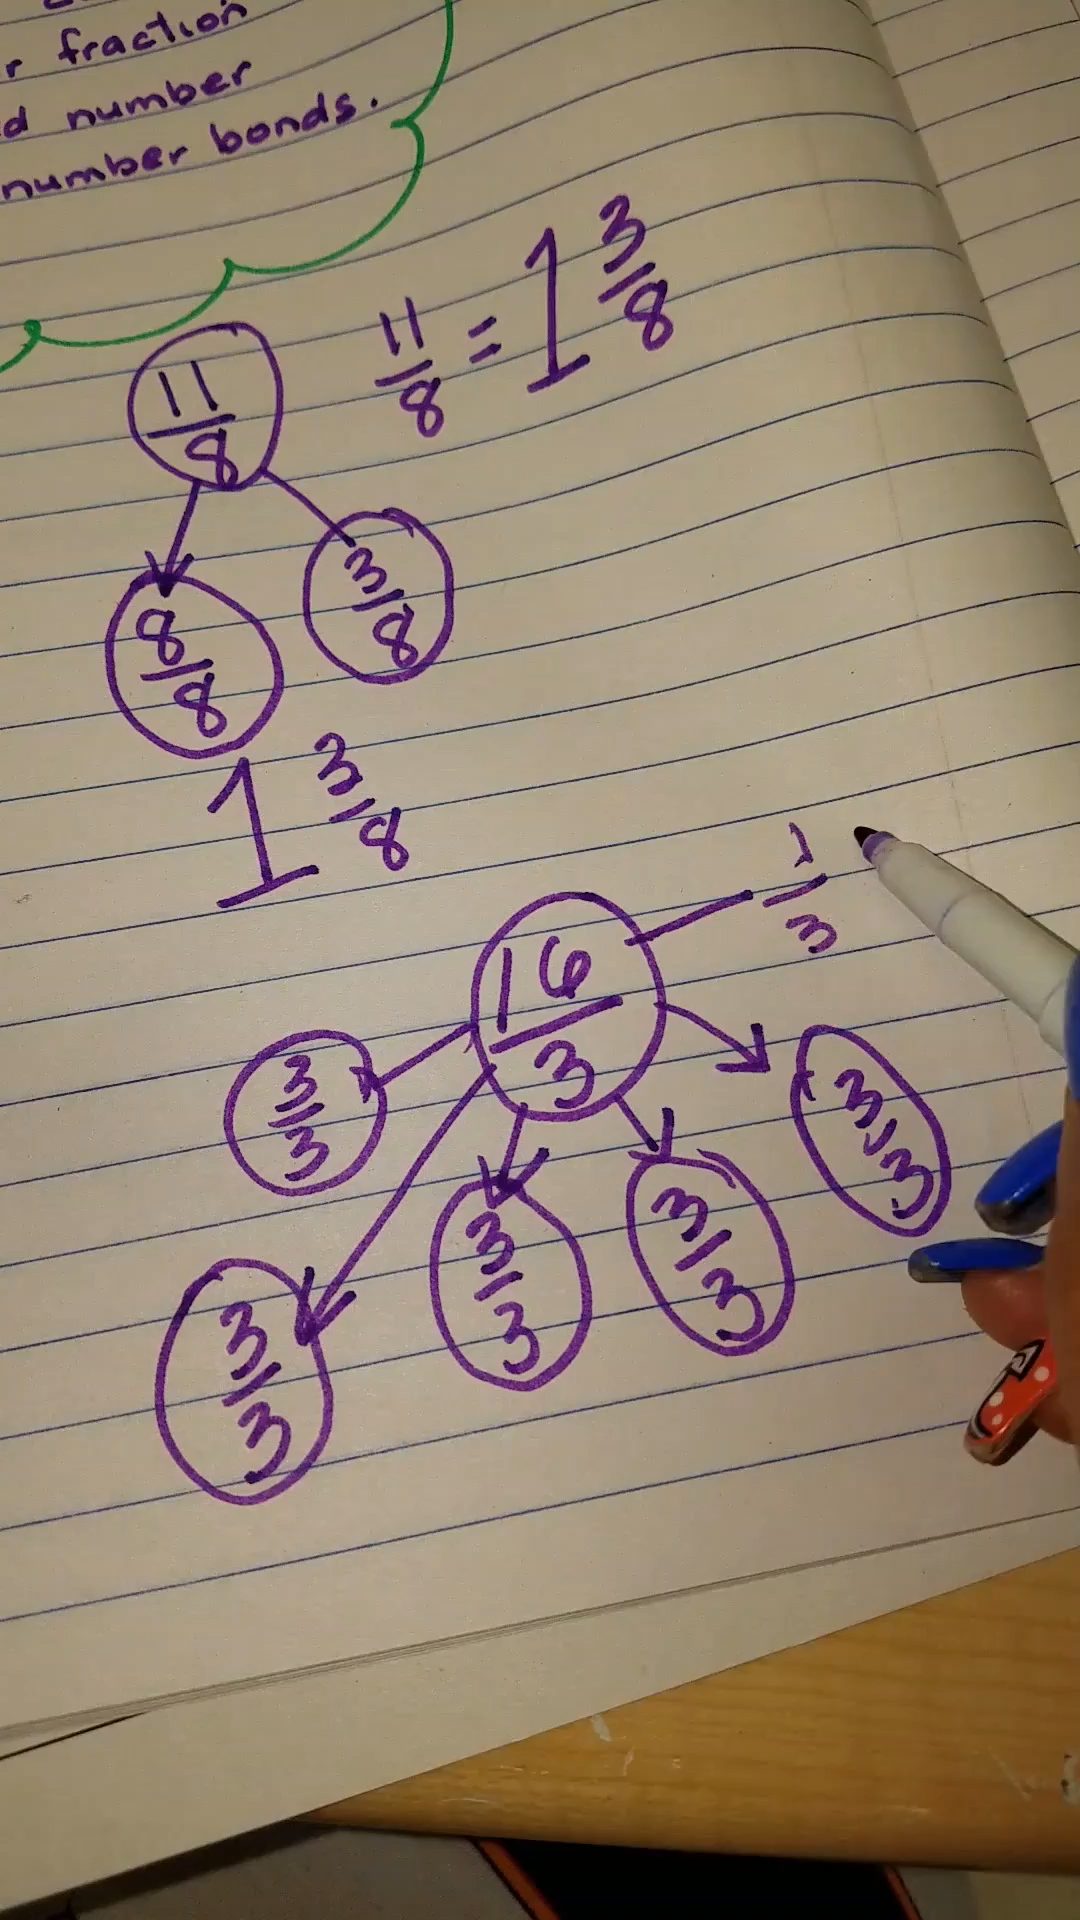 r fraction
d number
number bonds.
11/8 = 1 3/8
11/8
8/8 3/8
1 3/8
16/3 1/3
3/3 3/3 3/3 3/3 3/3